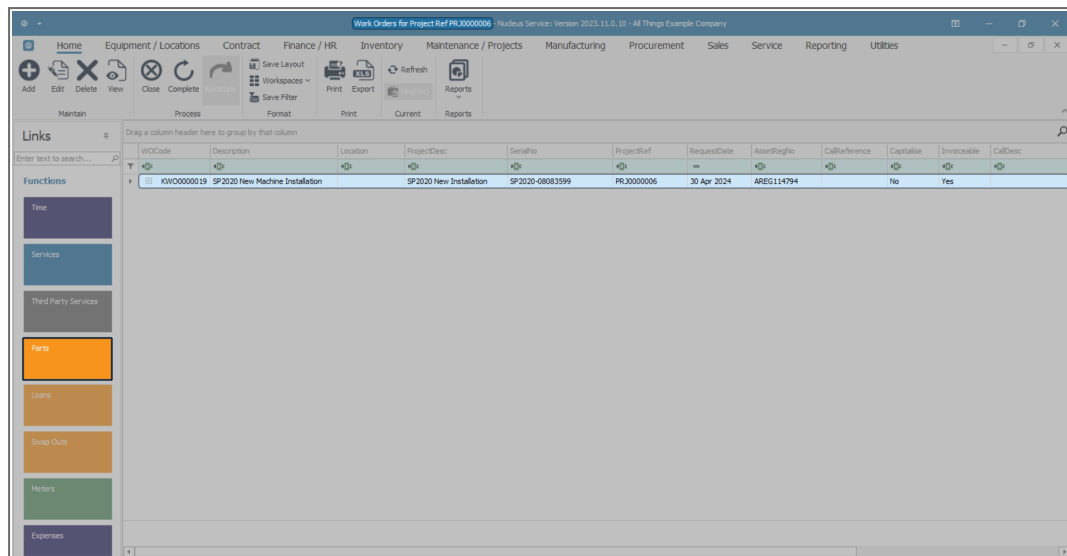 Work Orders for Project Ref PRJ0000006 - Nucleus Service: Version 2023.11.0.10 - All Things Example Company
Home Equipment / Locations Contract Finance / HR Inventory Maintenance / Projects Manufacturing Procurement Sales Service Reporting Utilities
Add Edit Delete View Close Complete Save Layout Workspaces Save Filter Print Export Refresh Reports
Maintain Process Format Print Current Reports
Links
Drag a column header here to group by that column
Enter text to search...
WOCode Description Location ProjectDesc SerialNo ProjectRef RequestDate AssetRegNo CallReference Capitalise Invoiceable CallDesc
KWO0000019 SP2020 New Machine Installation SP2020 New Installation SP2020-08083599 PRJ0000006 30 Apr 2024 AREG114794 No Yes
Functions
Time
Services
Third Party Services
Parts
Loans
Swap Outs
Meters
Expenses